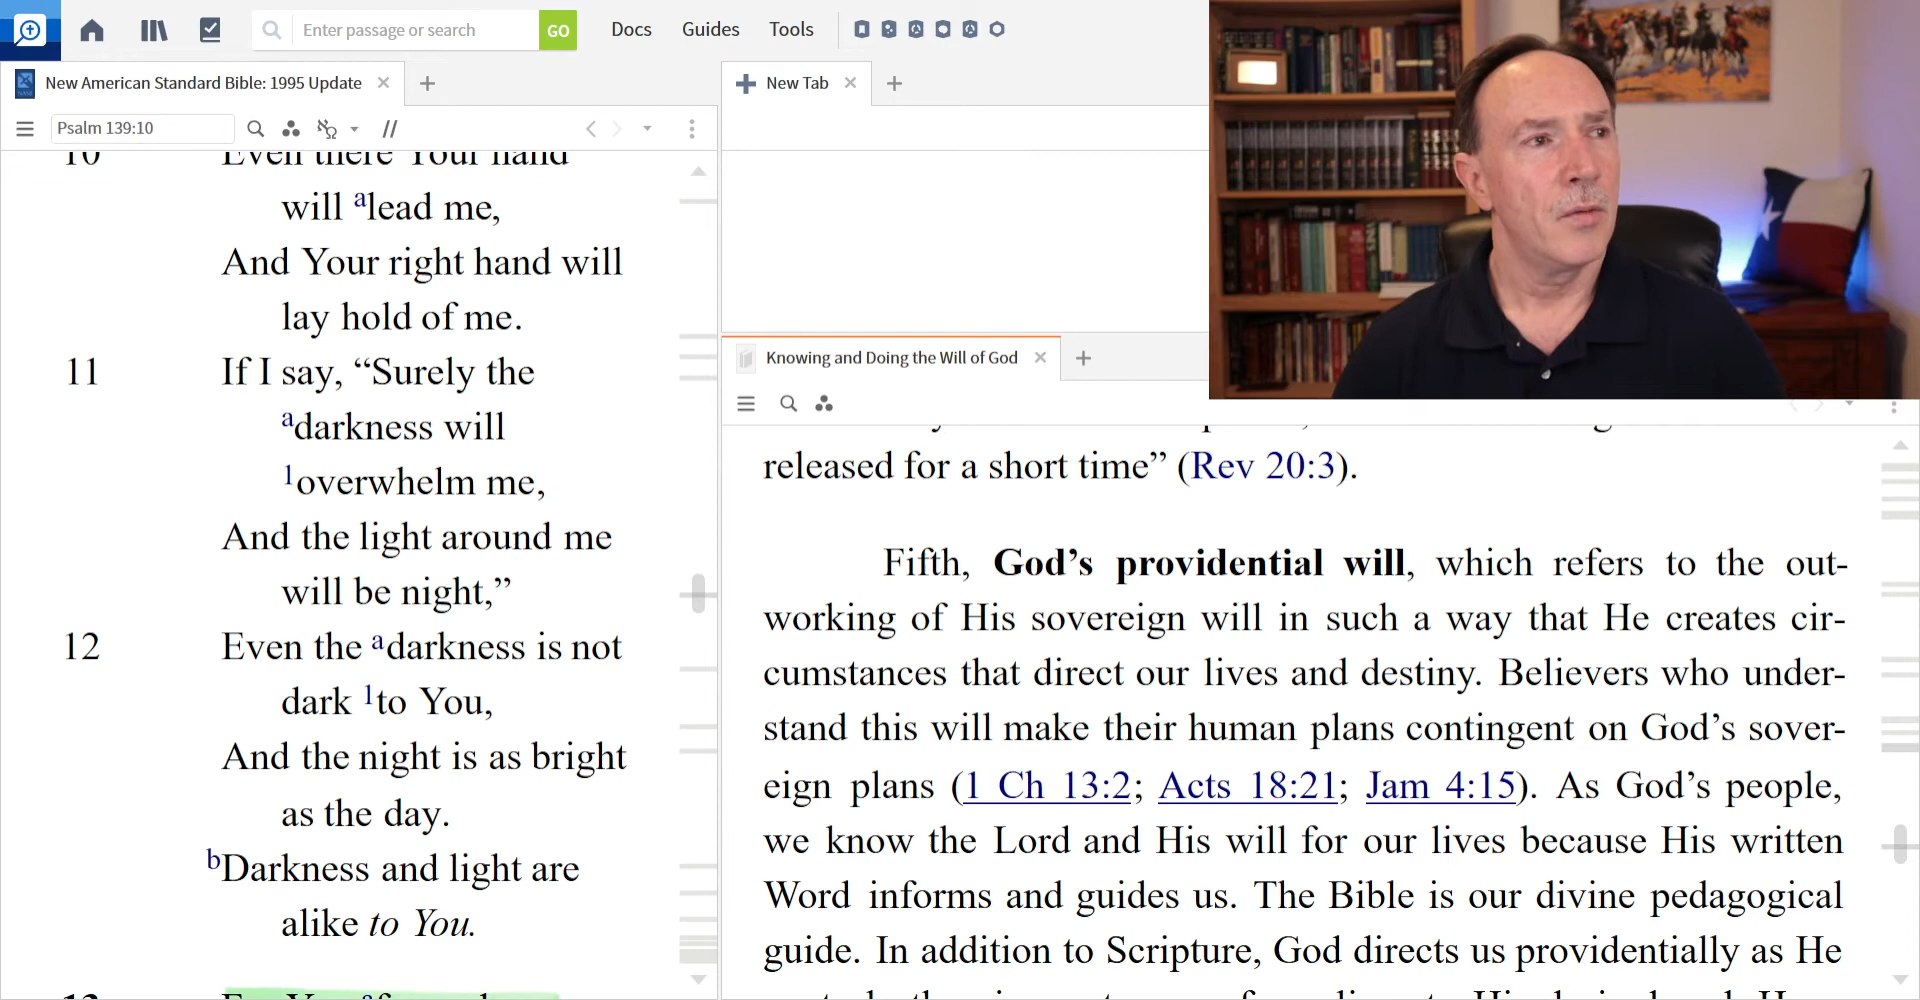 Enter passage or search
GO
Docs
Guides
Tools
New American Standard Bible: 1995 Update
New Tab
Psalm 139:10
10 Even there Your hand
will ᵃlead me,
And Your right hand will
lay hold of me.
11 If I say, “Surely the
ᵃdarkness will
¹overwhelm me,
And the light around me
will be night,”
12 Even the ᵃdarkness is not
dark ¹to You,
And the night is as bright
as the day.
ᵇDarkness and light are
alike to You.
Knowing and Doing the Will of God
released for a short time” (Rev 20:3).
Fifth, God’s providential will, which refers to the out-
working of His sovereign will in such a way that He creates cir-
cumstances that direct our lives and destiny. Believers who under-
stand this will make their human plans contingent on God’s sover-
eign plans (1 Ch 13:2; Acts 18:21; Jam 4:15). As God’s people,
we know the Lord and His will for our lives because His written
Word informs and guides us. The Bible is our divine pedagogical
guide. In addition to Scripture, God directs us providentially as He